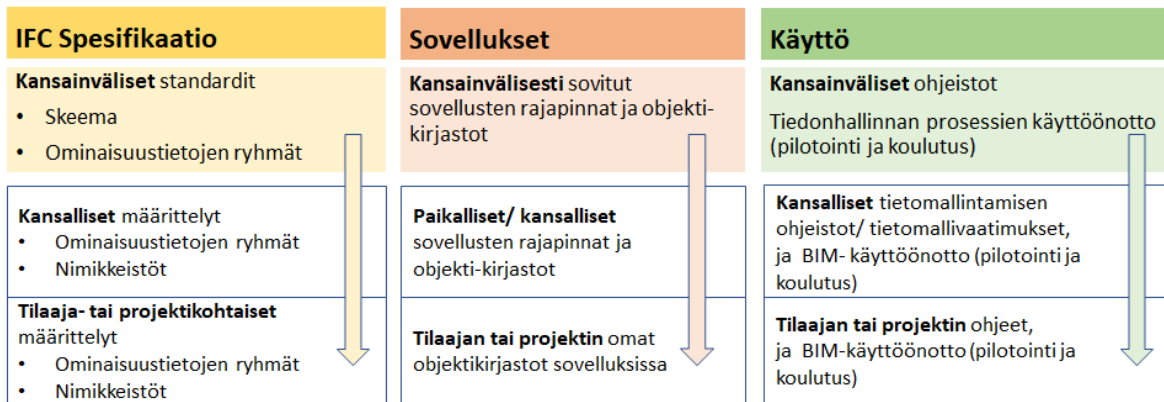 IFC Spesifikaatio
Kansainväliset standardit
• Skeema
• Ominaisuustietojen ryhmät
Kansalliset määrittelyt
• Ominaisuustietojen ryhmät
• Nimikkeistöt
Tilaaja- tai projektikohtaiset
määrittelyt
• Ominaisuustietojen ryhmät
• Nimikkeistöt
Sovellukset
Kansainvälisesti sovitut
sovellusten rajapinnat ja objekti-
kirjastot
Paikalliset/ kansalliset
sovellusten rajapinnat ja
objekti-kirjastot
Tilaajan tai projektin omat
objektikirjastot sovelluksissa
Käyttö
Kansainväliset ohjeistot
Tiedonhallinnan prosessien käyttöönotto
(pilotointi ja koulutus)
Kansalliset tietomallintamisen
ohjeistot/ tietomallivaatimukset,
ja BIM- käyttöönotto (pilotointi ja
koulutus)
Tilaajan tai projektin ohjeet,
ja BIM-käyttöönotto (pilotointi ja
koulutus)